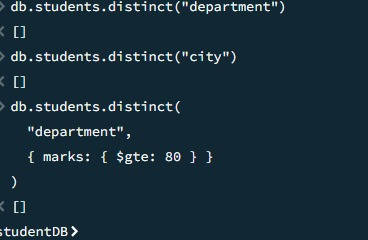 > db.students.distinct("department")
< []
> db.students.distinct("city")
< []
> db.students.distinct(
"department",
{ marks: { $gte: 80 } }
)
< []
studentDB>